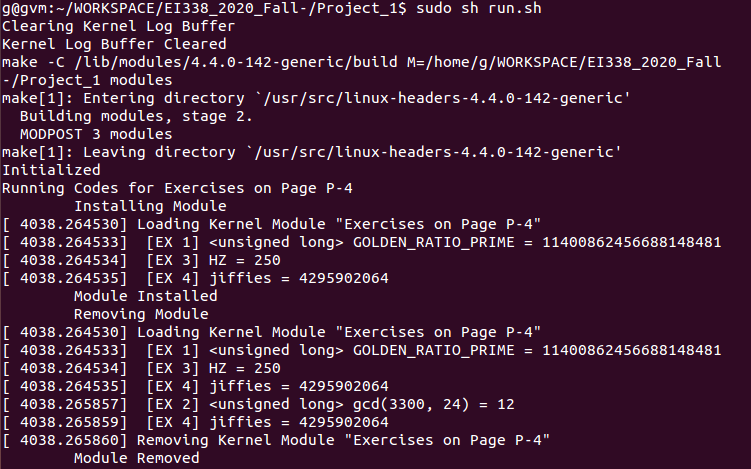 g@gvm:~/WORKSPACE/EI338_2020_Fall-/Project_1$ sudo sh run.sh
Clearing Kernel Log Buffer
Kernel Log Buffer Cleared
make -C /lib/modules/4.4.0-142-generic/build M=/home/g/WORKSPACE/EI338_2020_Fall
-/Project_1 modules
make[1]: Entering directory `/usr/src/linux-headers-4.4.0-142-generic'
  Building modules, stage 2.
  MODPOST 3 modules
make[1]: Leaving directory `/usr/src/linux-headers-4.4.0-142-generic'
Initialized
Running Codes for Exercises on Page P-4
        Installing Module
[ 4038.264530] Loading Kernel Module "Exercises on Page P-4"
[ 4038.264533]  [EX 1] <unsigned long> GOLDEN_RATIO_PRIME = 11400862456688148481
[ 4038.264534]  [EX 3] HZ = 250
[ 4038.264535]  [EX 4] jiffies = 4295902064
        Module Installed
        Removing Module
[ 4038.264530] Loading Kernel Module "Exercises on Page P-4"
[ 4038.264533]  [EX 1] <unsigned long> GOLDEN_RATIO_PRIME = 11400862456688148481
[ 4038.264534]  [EX 3] HZ = 250
[ 4038.264535]  [EX 4] jiffies = 4295902064
[ 4038.265857]  [EX 2] <unsigned long> gcd(3300, 24) = 12
[ 4038.265859]  [EX 4] jiffies = 4295902064
[ 4038.265860] Removing Kernel Module "Exercises on Page P-4"
        Module Removed